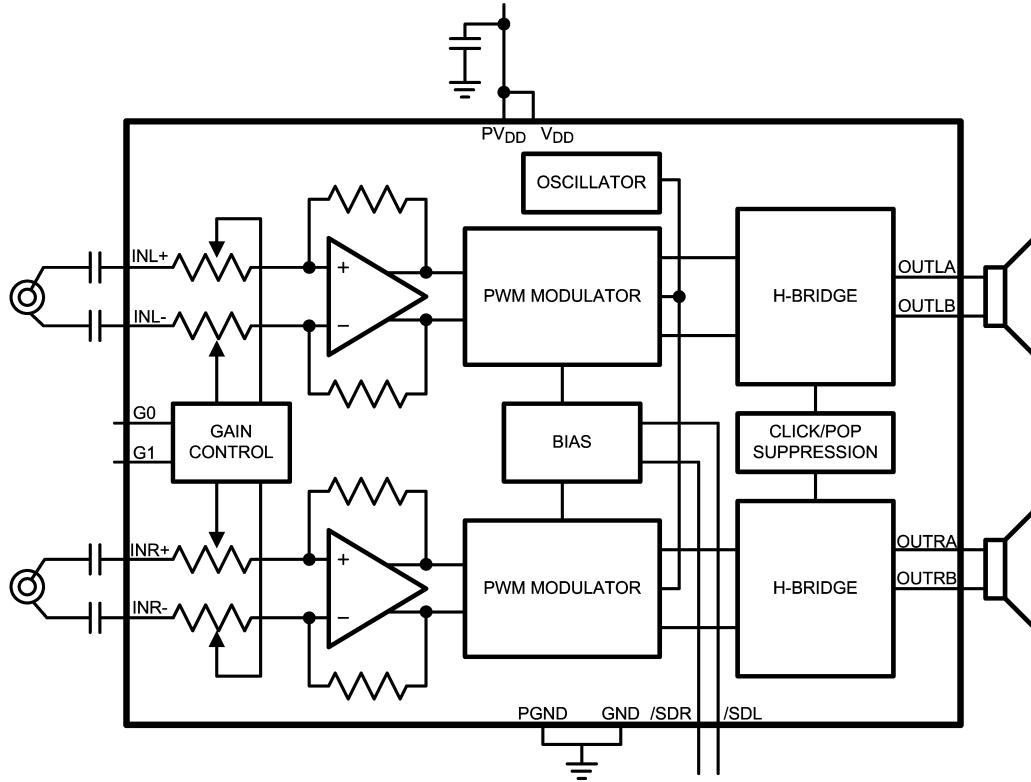 PVDD VDD
OSCILLATOR
INL+
+
PWM MODULATOR
H-BRIDGE
OUTLA
OUTLB
INL-
−
G0
G1
GAIN
CONTROL
BIAS
CLICK/POP
SUPPRESSION
INR+
+
PWM MODULATOR
H-BRIDGE
OUTRA
OUTRB
INR-
−
PGND GND /SDR /SDL